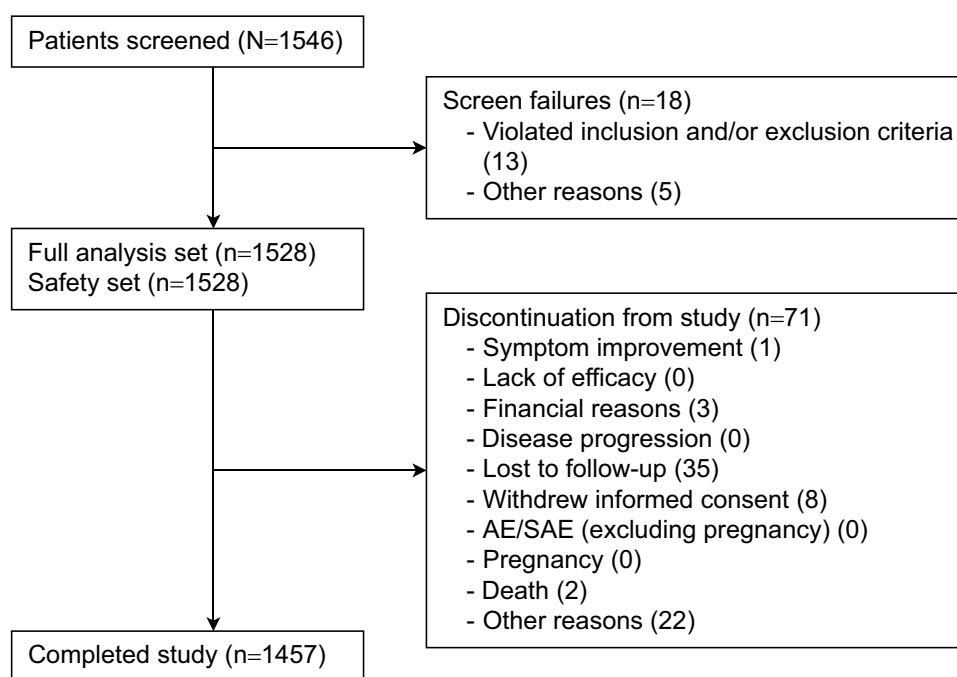 Patients screened (N=1546)
Screen failures (n=18)
- Violated inclusion and/or exclusion criteria
(13)
- Other reasons (5)
Full analysis set (n=1528)
Safety set (n=1528)
Discontinuation from study (n=71)
- Symptom improvement (1)
- Lack of efficacy (0)
- Financial reasons (3)
- Disease progression (0)
- Lost to follow-up (35)
- Withdrew informed consent (8)
- AE/SAE (excluding pregnancy) (0)
- Pregnancy (0)
- Death (2)
- Other reasons (22)
Completed study (n=1457)